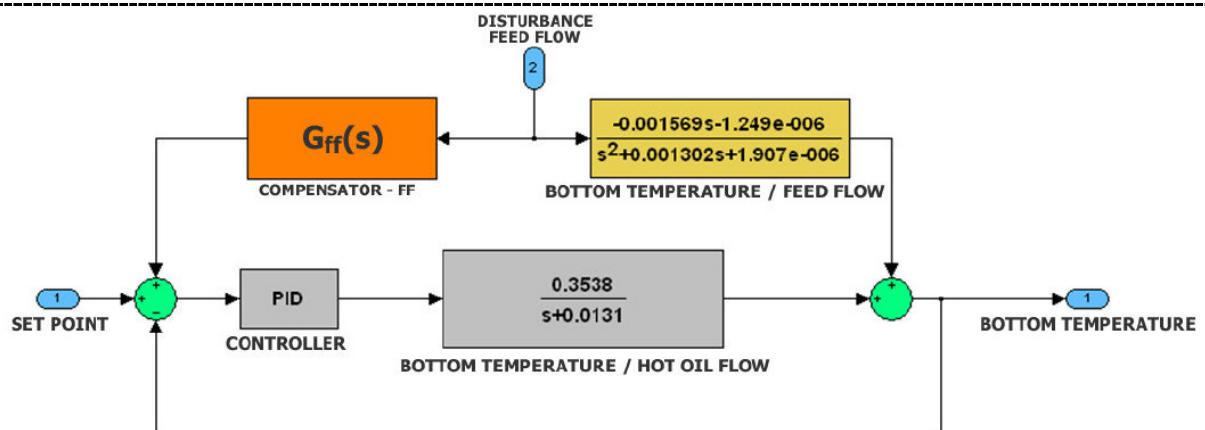 DISTURBANCE
FEED FLOW
2
G_ff(s)
COMPENSATOR - FF
-0.001569s-1.249e-006
s²+0.001302s+1.907e-006
BOTTOM TEMPERATURE / FEED FLOW
1
SET POINT
+
+
−
PID
CONTROLLER
0.3538
s+0.0131
BOTTOM TEMPERATURE / HOT OIL FLOW
+
+
1
BOTTOM TEMPERATURE